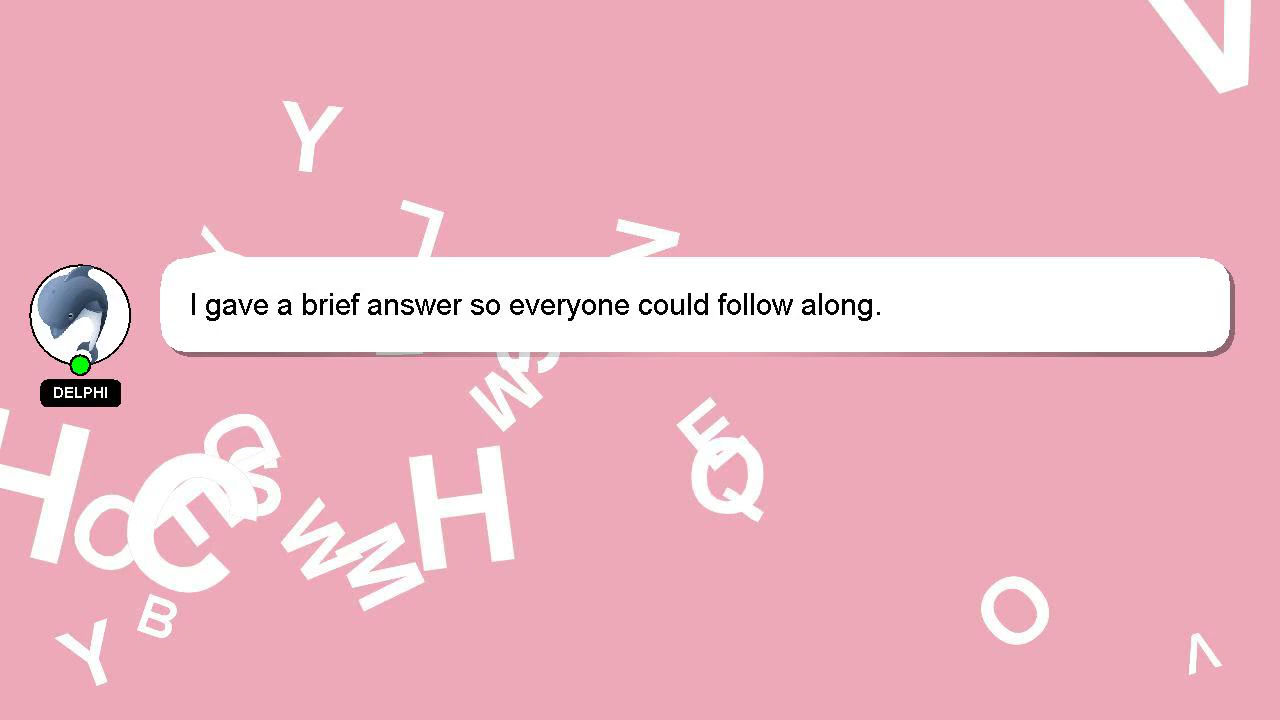 V
Y
L
Y
Z
I gave a brief answer so everyone could follow along.
DELPHI
S
W
E
Q
H
G
S
C
O
E
H
W
M
B
Y
O
V